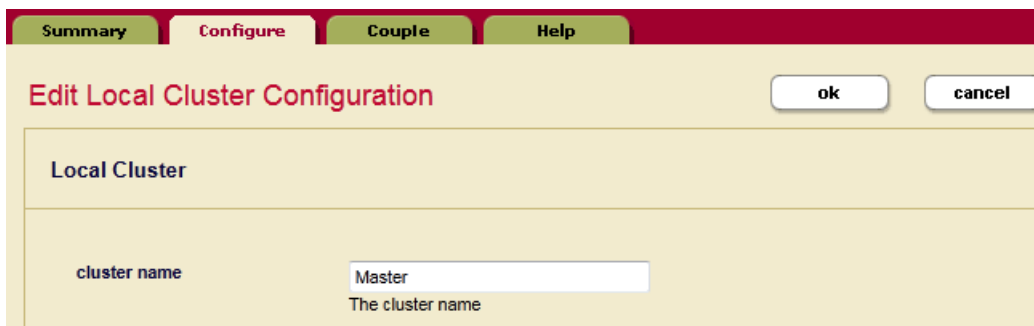 Summary Configure Couple Help
Edit Local Cluster Configuration ok cancel
Local Cluster
cluster name Master
The cluster name